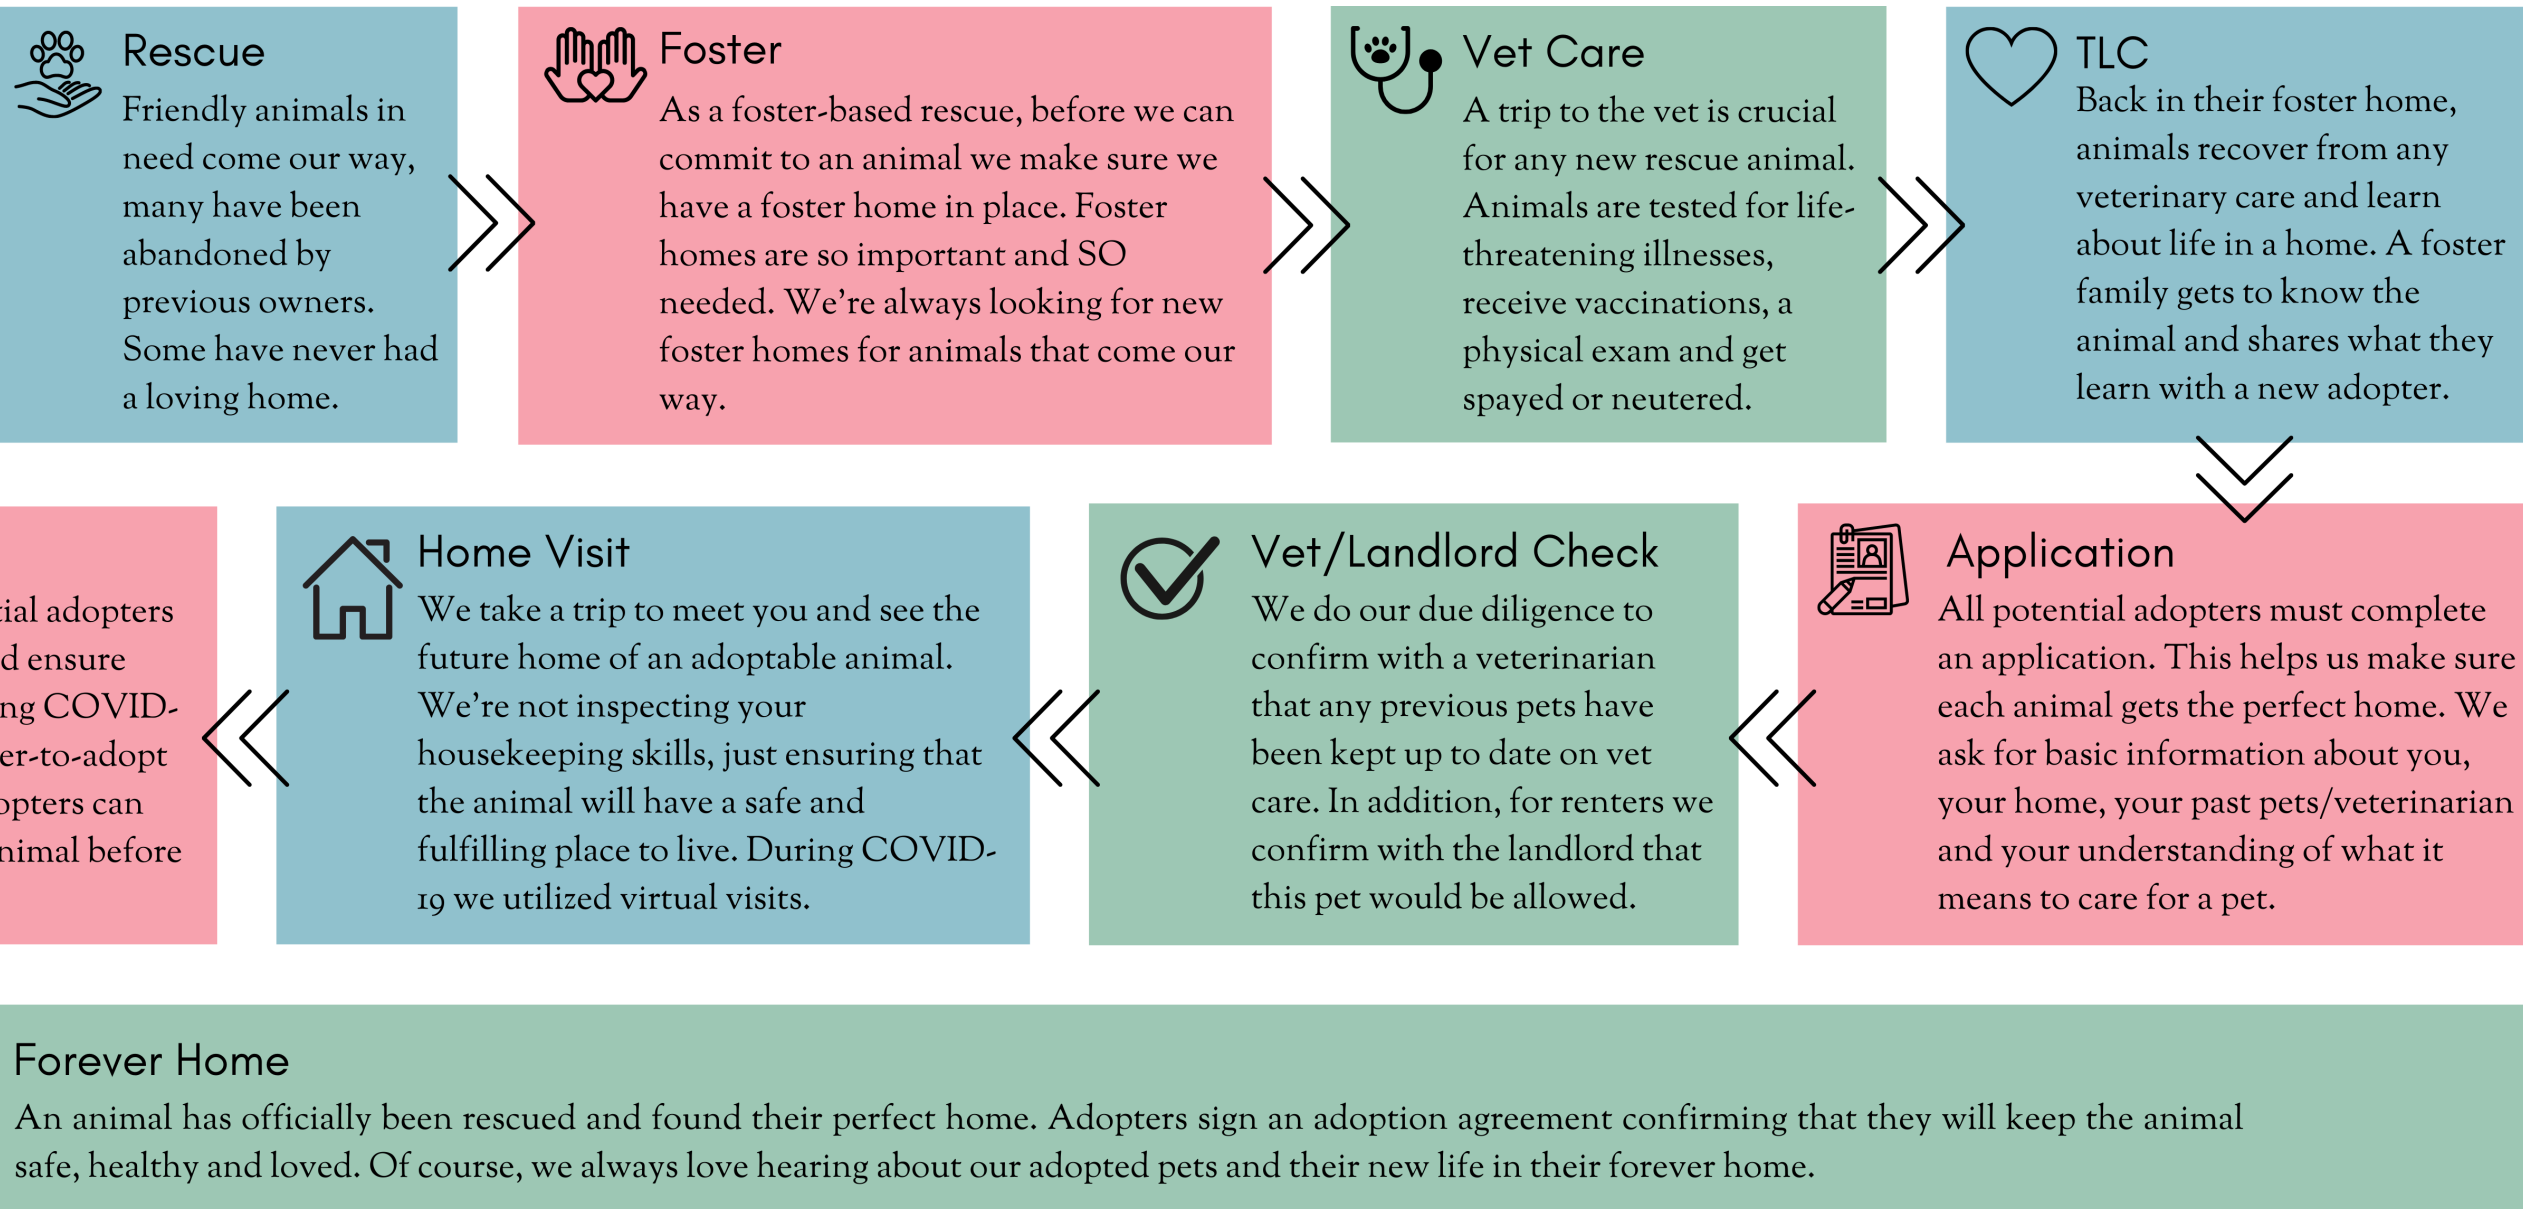 Rescue
Friendly animals in
need come our way,
many have been
abandoned by
previous owners.
Some have never had
a loving home.
Foster
As a foster-based rescue, before we can
commit to an animal we make sure we
have a foster home in place. Foster
homes are so important and SO
needed. We're always looking for new
foster homes for animals that come our
way.
Vet Care
A trip to the vet is crucial
for any new rescue animal.
Animals are tested for life-
threatening illnesses,
receive vaccinations, a
physical exam and get
spayed or neutered.
TLC
Back in their foster home,
animals recover from any
veterinary care and learn
about life in a home. A foster
family gets to know the
animal and shares what they
learn with a new adopter.
Application
All potential adopters must complete
an application. This helps us make sure
each animal gets the perfect home. We
ask for basic information about you,
your home, your past pets/veterinarian
and your understanding of what it
means to care for a pet.
Vet/Landlord Check
We do our due diligence to
confirm with a veterinarian
that any previous pets have
been kept up to date on vet
care. In addition, for renters we
confirm with the landlord that
this pet would be allowed.
Home Visit
We take a trip to meet you and see the
future home of an adoptable animal.
We're not inspecting your
housekeeping skills, just ensuring that
the animal will have a safe and
fulfilling place to live. During COVID-
19 we utilized virtual visits.
adopters
ensure
COVID-
er-to-adopt
can
before
Forever Home
An animal has officially been rescued and found their perfect home. Adopters sign an adoption agreement confirming that they will keep the animal
safe, healthy and loved. Of course, we always love hearing about our adopted pets and their new life in their forever home.